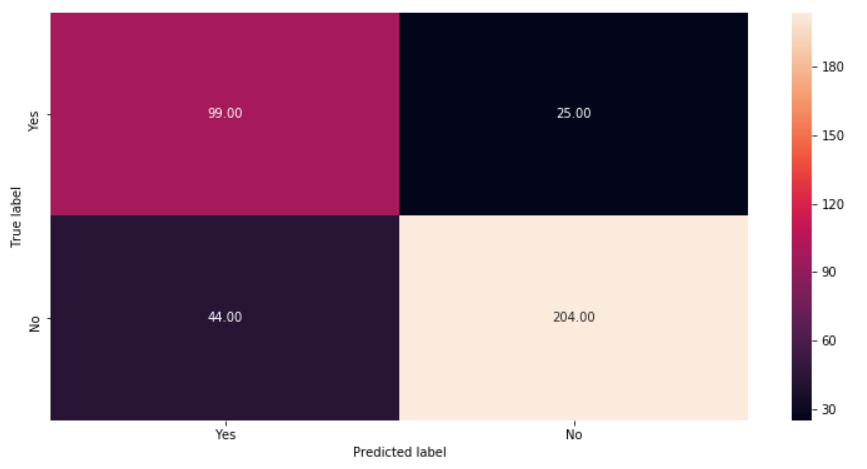 Yes
99.00
25.00
No
44.00
204.00
True label
Yes
No
Predicted label
180
150
120
90
60
30